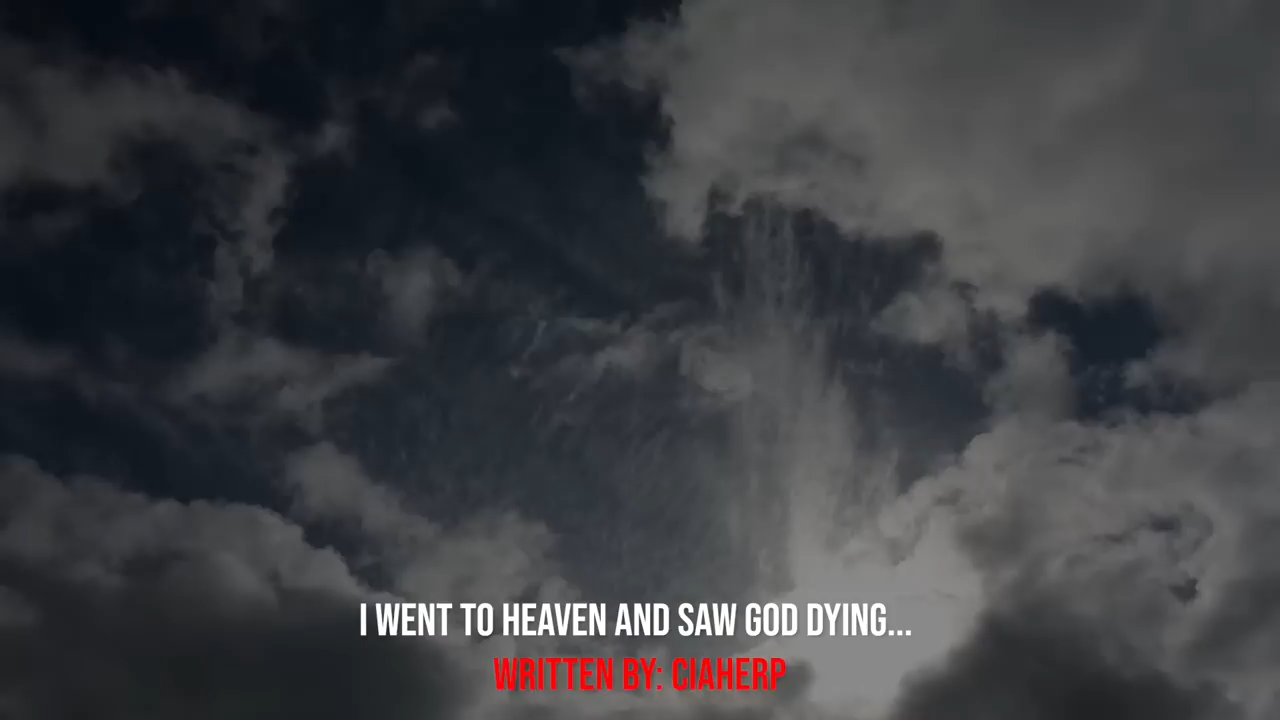 I WENT TO HEAVEN AND SAW GOD DYING...
WRITTEN BY: CIAHERP